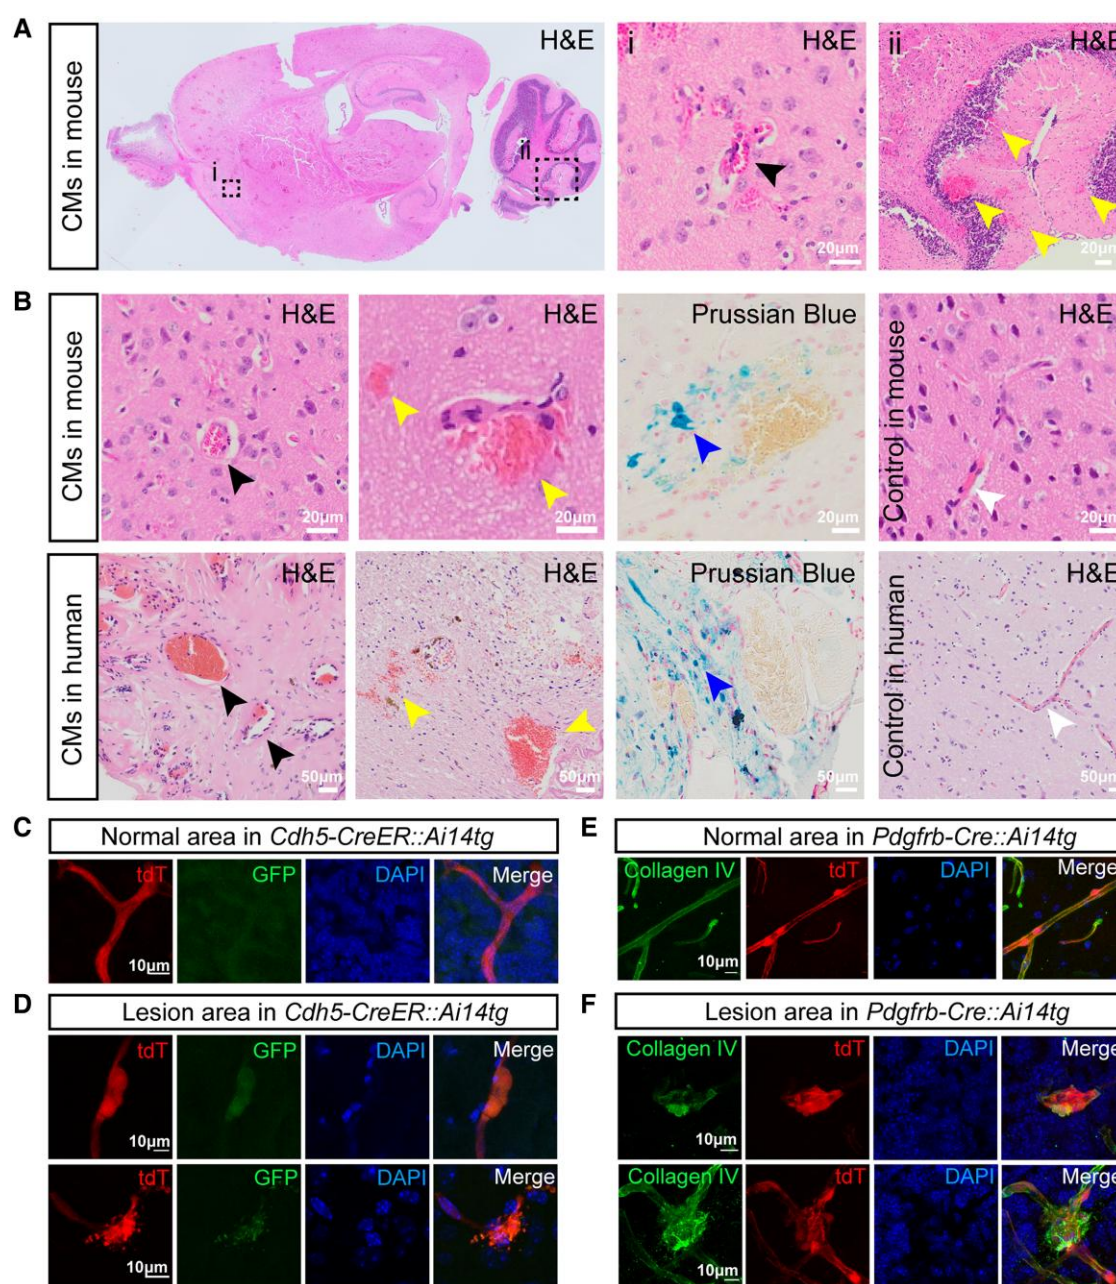 A
CMs in mouse
H&E
i
ii
i
H&E
20µm
ii
H&E
20µm
B
CMs in mouse
H&E
20µm
H&E
20µm
Prussian Blue
20µm
Control in mouse
H&E
20µm
CMs in human
H&E
50µm
H&E
50µm
Prussian Blue
50µm
Control in human
H&E
50µm
C
Normal area in Cdh5-CreER::Ai14tg
tdT
10µm
GFP
DAPI
Merge
E
Normal area in Pdgfrb-Cre::Ai14tg
Collagen IV
10µm
tdT
DAPI
Merge
D
Lesion area in Cdh5-CreER::Ai14tg
tdT
10µm
GFP
DAPI
Merge
tdT
10µm
GFP
DAPI
Merge
F
Lesion area in Pdgfrb-Cre::Ai14tg
Collagen IV
10µm
tdT
DAPI
Merge
Collagen IV
10µm
tdT
DAPI
Merge